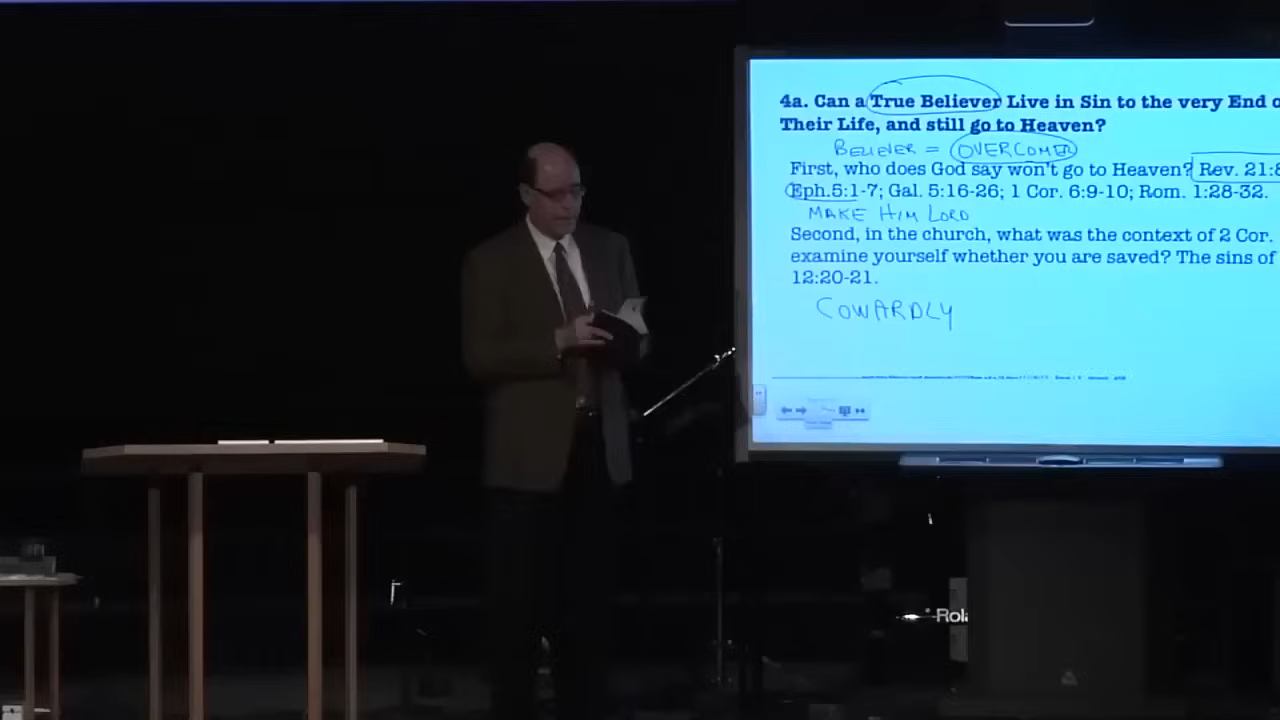 4a. Can a True Believer Live in Sin to the very End o
Their Life, and still go to Heaven?
BELIEVER = OVERCOMER
First, who does God say won't go to Heaven? Rev. 21:8
Eph.5:1-7; Gal. 5:16-26; 1 Cor. 6:9-10; Rom. 1:28-32.
MAKE HIM LORD
Second, in the church, what was the context of 2 Cor.
examine yourself whether you are saved? The sins of
12:20-21.
COWARDLY
Rola